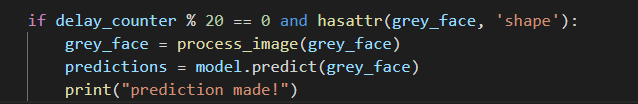 if delay_counter % 20 == 0 and hasattr(grey_face, 'shape'):
    grey_face = process_image(grey_face)
    predictions = model.predict(grey_face)
    print("prediction made!")